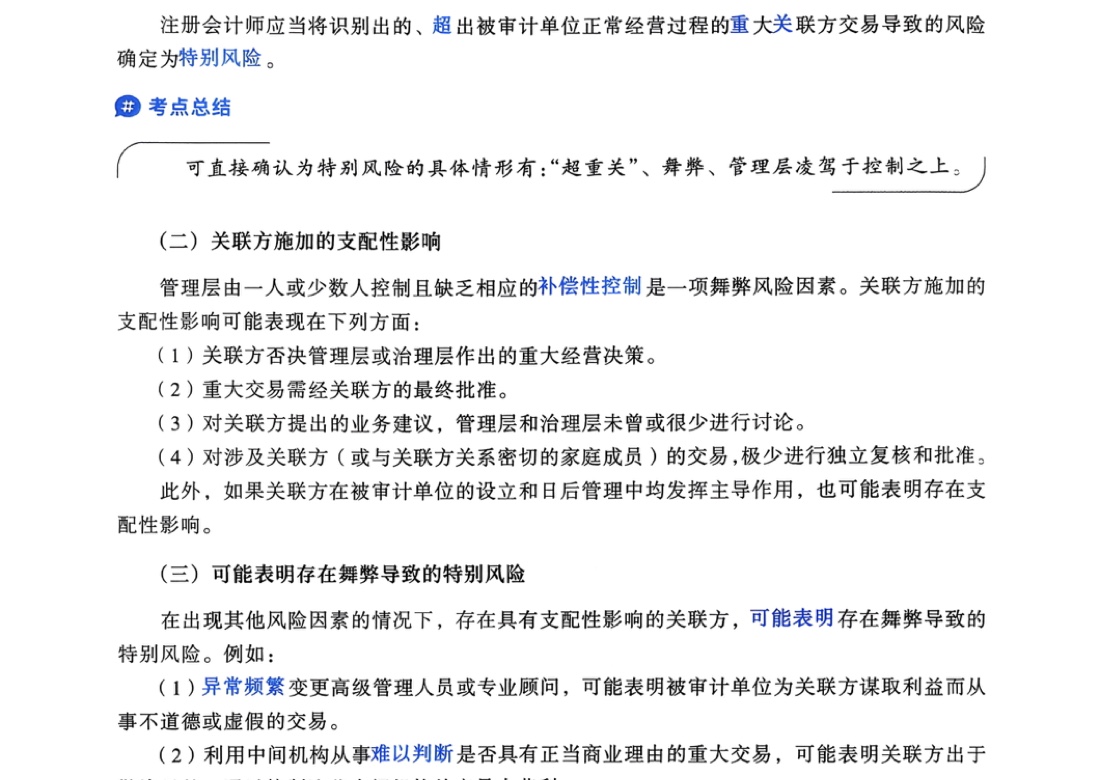 注册会计师应当将识别出的、超出被审计单位正常经营过程的重大关联方交易导致的风险
确定为特别风险。
# 考点总结
可直接确认为特别风险的具体情形有:“超重关”、舞弊、管理层凌驾于控制之上。
（二）关联方施加的支配性影响
管理层由一人或少数人控制且缺乏相应的补偿性控制是一项舞弊风险因素。关联方施加的
支配性影响可能表现在下列方面：
（1）关联方否决管理层或治理层作出的重大经营决策。
（2）重大交易需经关联方的最终批准。
（3）对关联方提出的业务建议，管理层和治理层未曾或很少进行讨论。
（4）对涉及关联方（或与关联方关系密切的家庭成员）的交易,极少进行独立复核和批准。
此外，如果关联方在被审计单位的设立和日后管理中均发挥主导作用，也可能表明存在支
配性影响。
（三）可能表明存在舞弊导致的特别风险
在出现其他风险因素的情况下，存在具有支配性影响的关联方，可能表明存在舞弊导致的
特别风险。例如：
（1）异常频繁变更高级管理人员或专业顾问，可能表明被审计单位为关联方谋取利益而从
事不道德或虚假的交易。
（2）利用中间机构从事难以判断是否具有正当商业理由的重大交易，可能表明关联方出于